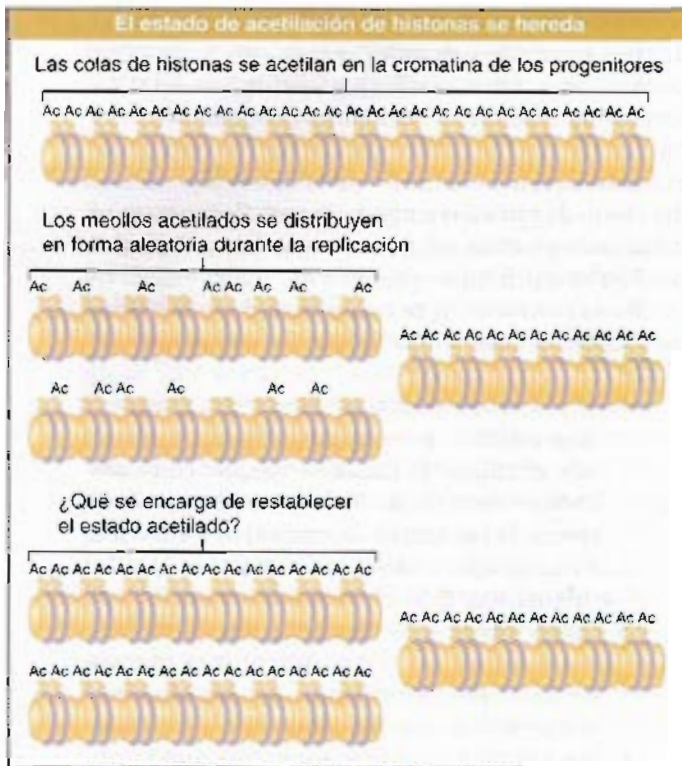 El estado de acetilación de histonas se hereda
Las colas de histonas se acetilan en la cromatina de los progenitores
Ac Ac Ac Ac Ac Ac Ac Ac Ac Ac Ac Ac Ac Ac Ac Ac Ac Ac Ac Ac Ac Ac Ac Ac Ac Ac Ac Ac
Los meollos acetilados se distribuyen
en forma aleatoria durante la replicación
Ac Ac Ac Ac Ac Ac Ac Ac
Ac Ac Ac Ac Ac Ac Ac Ac Ac Ac Ac Ac
Ac Ac Ac Ac Ac Ac
¿Qué se encarga de restablecer
el estado acetilado?
Ac Ac Ac Ac Ac Ac Ac Ac Ac Ac Ac Ac Ac Ac Ac Ac
Ac Ac Ac Ac Ac Ac Ac Ac Ac Ac Ac Ac
Ac Ac Ac Ac Ac Ac Ac Ac Ac Ac Ac Ac Ac Ac Ac Ac